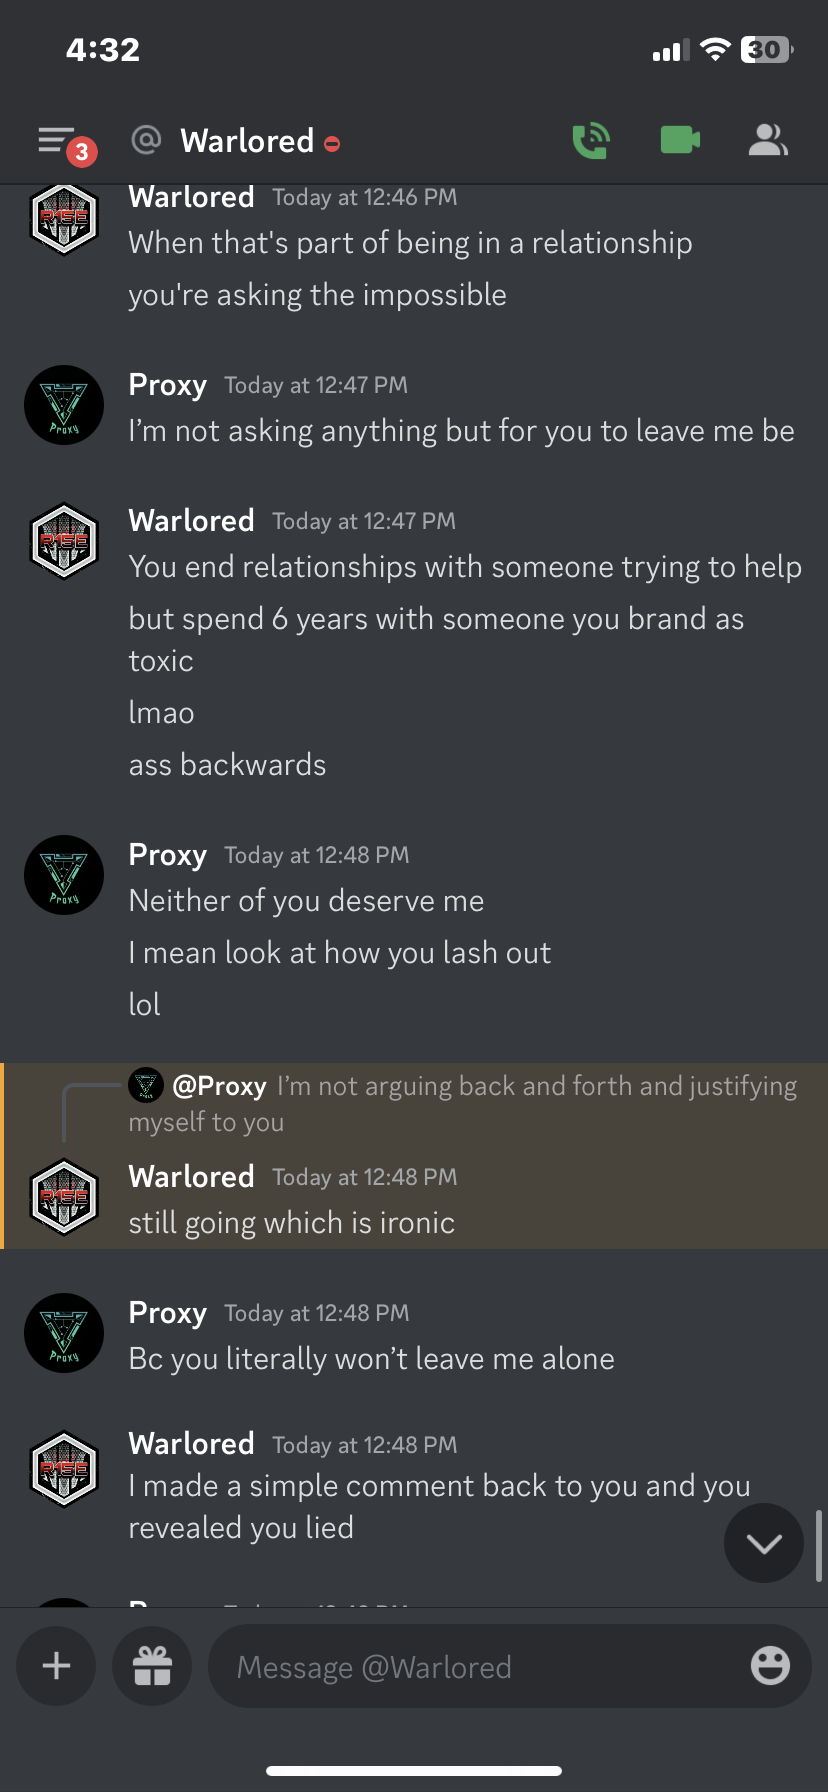 4:32
30
3
Warlored
Warlored Today at 12:46 PM
R1SE
When that's part of being in a relationship
you're asking the impossible
Proxy Today at 12:47 PM
Proxy
I’m not asking anything but for you to leave me be
Warlored Today at 12:47 PM
R1SE
You end relationships with someone trying to help
but spend 6 years with someone you brand as
toxic
lmao
ass backwards
Proxy Today at 12:48 PM
Proxy
Neither of you deserve me
I mean look at how you lash out
lol
@Proxy I’m not arguing back and forth and justifying
myself to you
Warlored Today at 12:48 PM
R1SE
still going which is ironic
Proxy Today at 12:48 PM
Proxy
Bc you literally won’t leave me alone
Warlored Today at 12:48 PM
R1SE
I made a simple comment back to you and you
revealed you lied
Message @Warlored